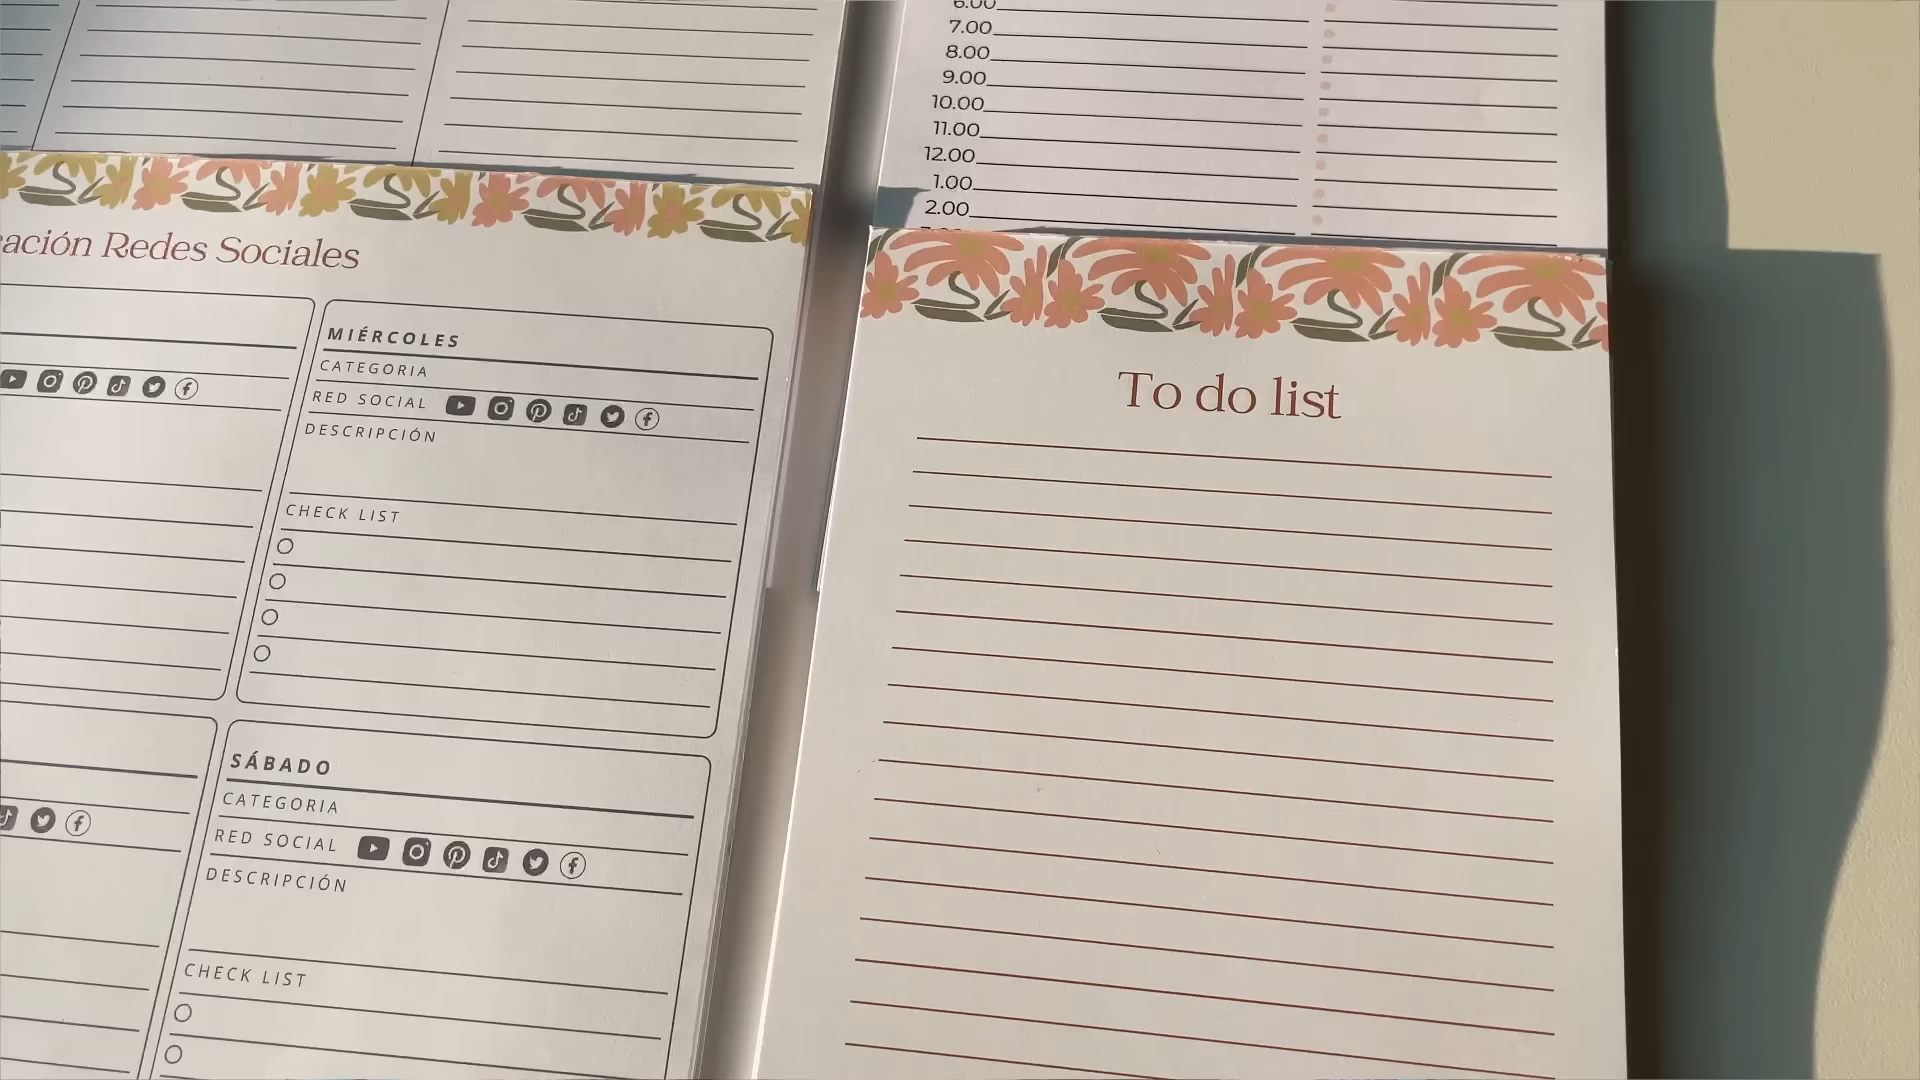 6.00
7.00
8.00
9.00
10.00
11.00
12.00
1.00
2.00
Redes Sociales
MIÉRCOLES
CATEGORIA
RED SOCIAL
DESCRIPCIÓN
CHECK LIST
SÁBADO
CATEGORIA
RED SOCIAL
DESCRIPCIÓN
CHECK LIST
To do list